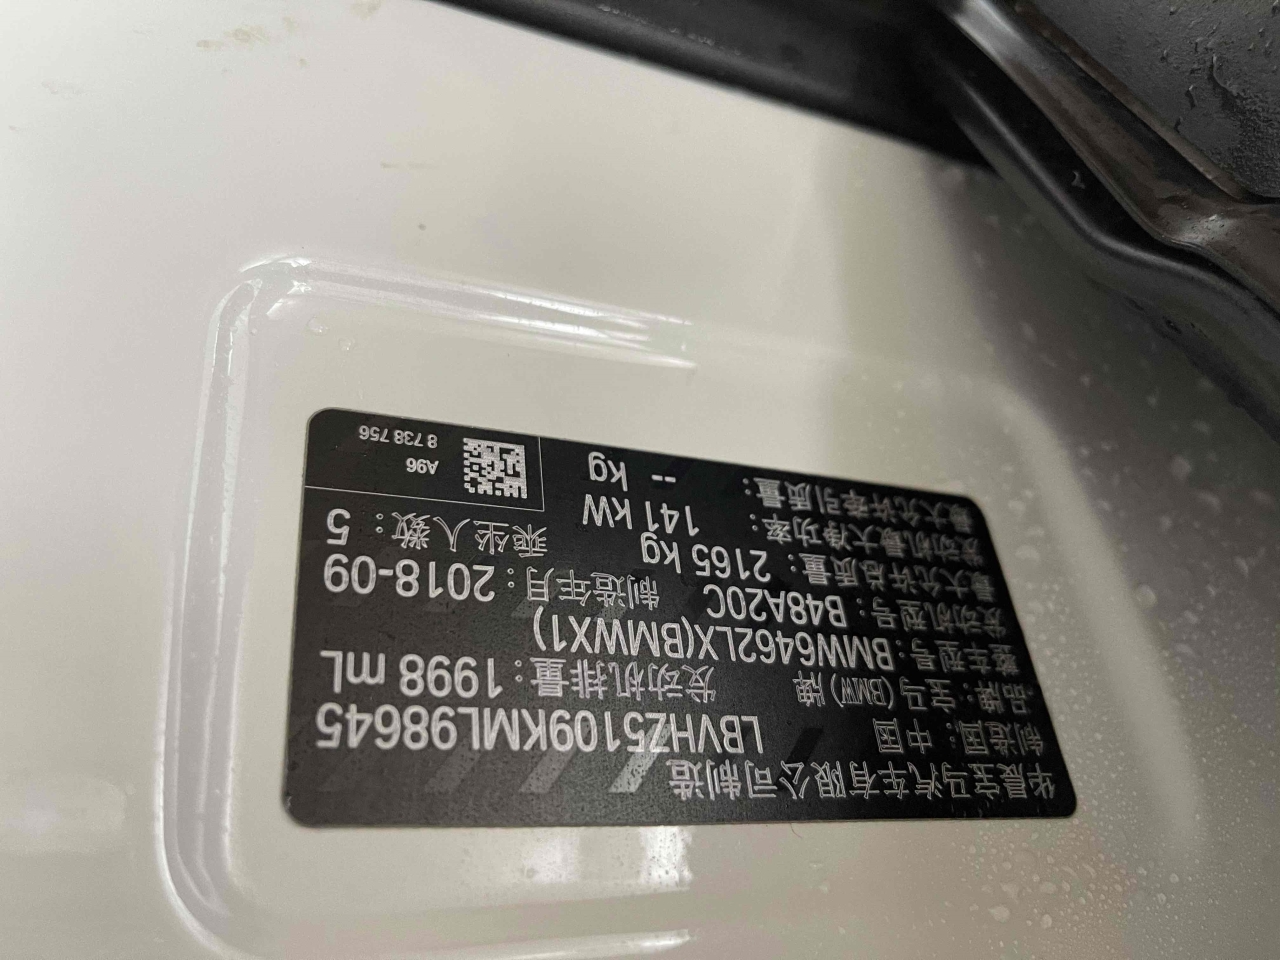 华晨宝马汽车有限公司制造
制造国：中国 LBVHZ5109KML98645
品牌：宝马 (BMW) 牌 发动机排量：1998 mL
整车型号：BMW6462LX(BMWX1)
发动机型号：B48A20C 制造年月：2018-09
最大允许总质量：2165 kg 乘坐人数：5
发动机最大净功率：141 kW
最大允许牵引质量：-- kg
A96
8 738 756